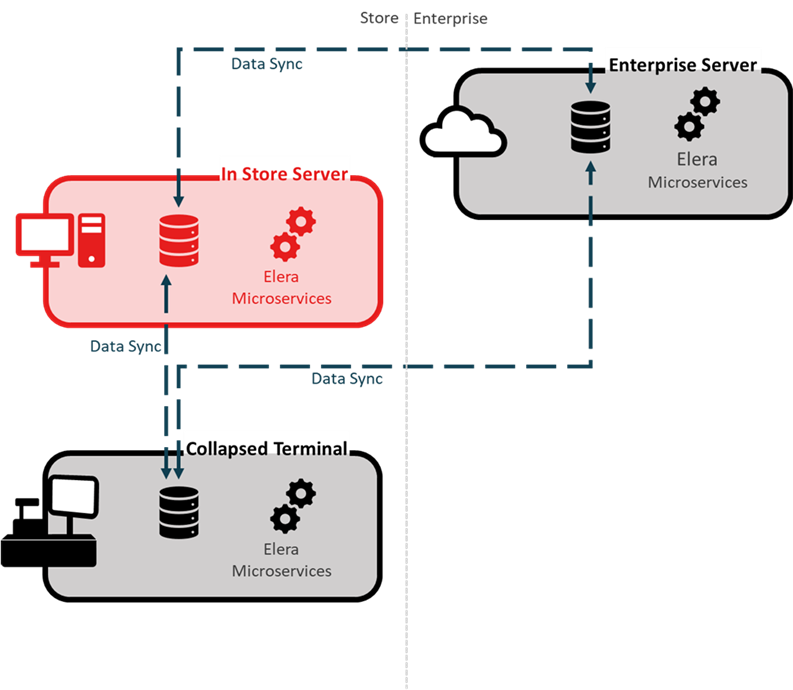 Store
Enterprise
Data Sync
Enterprise Server
Elera
Microservices
In Store Server
Elera
Microservices
Data Sync
Data Sync
Collapsed Terminal
Elera
Microservices